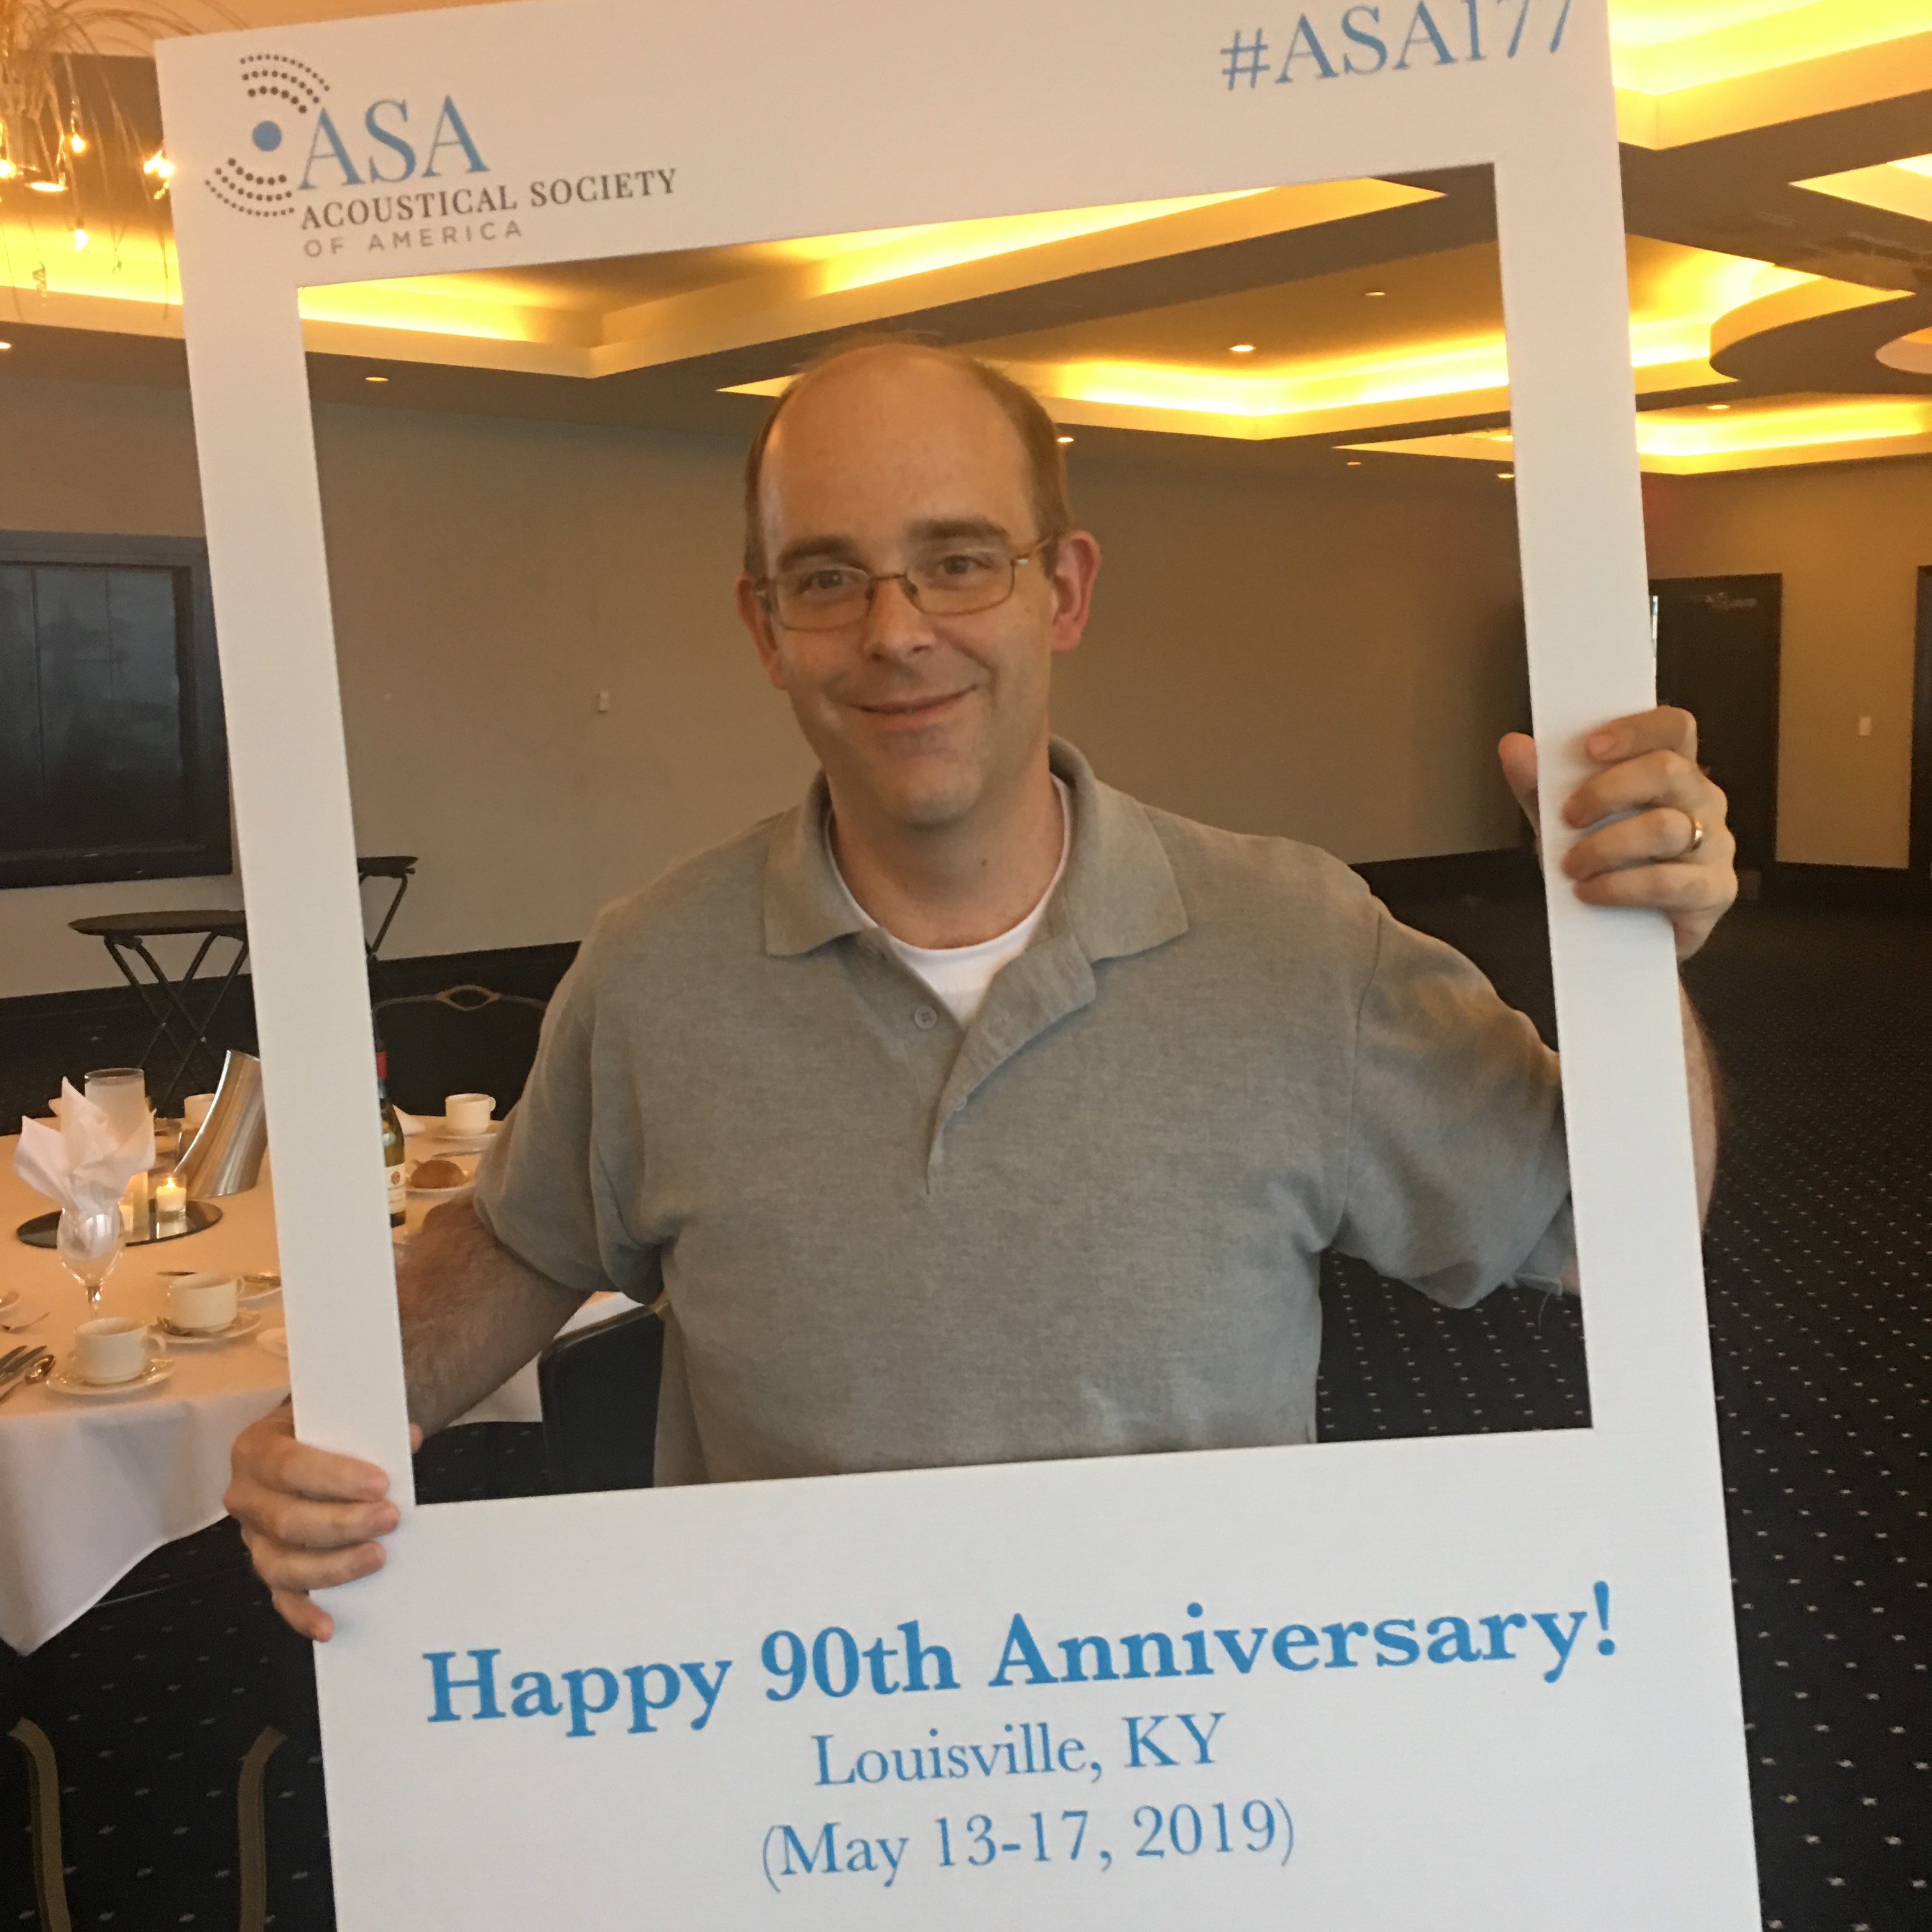 #ASA177
ASA
ACOUSTICAL SOCIETY
OF AMERICA
Happy 90th Anniversary!
Louisville, KY
(May 13-17, 2019)